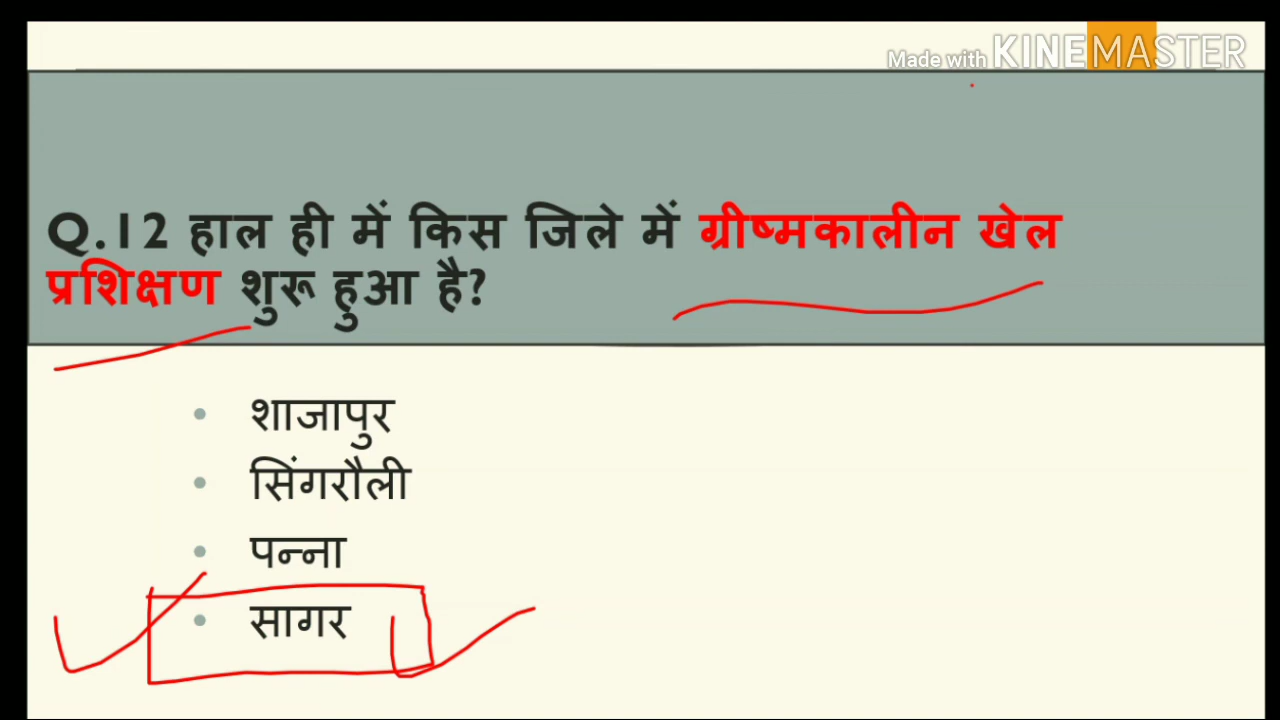 Made with KINEMASTER
Q.12 हाल ही में किस जिले में ग्रीष्मकालीन खेल
प्रशिक्षण शुरू हुआ है?
• शाजापुर
• सिंगरौली
• पन्ना
• सागर